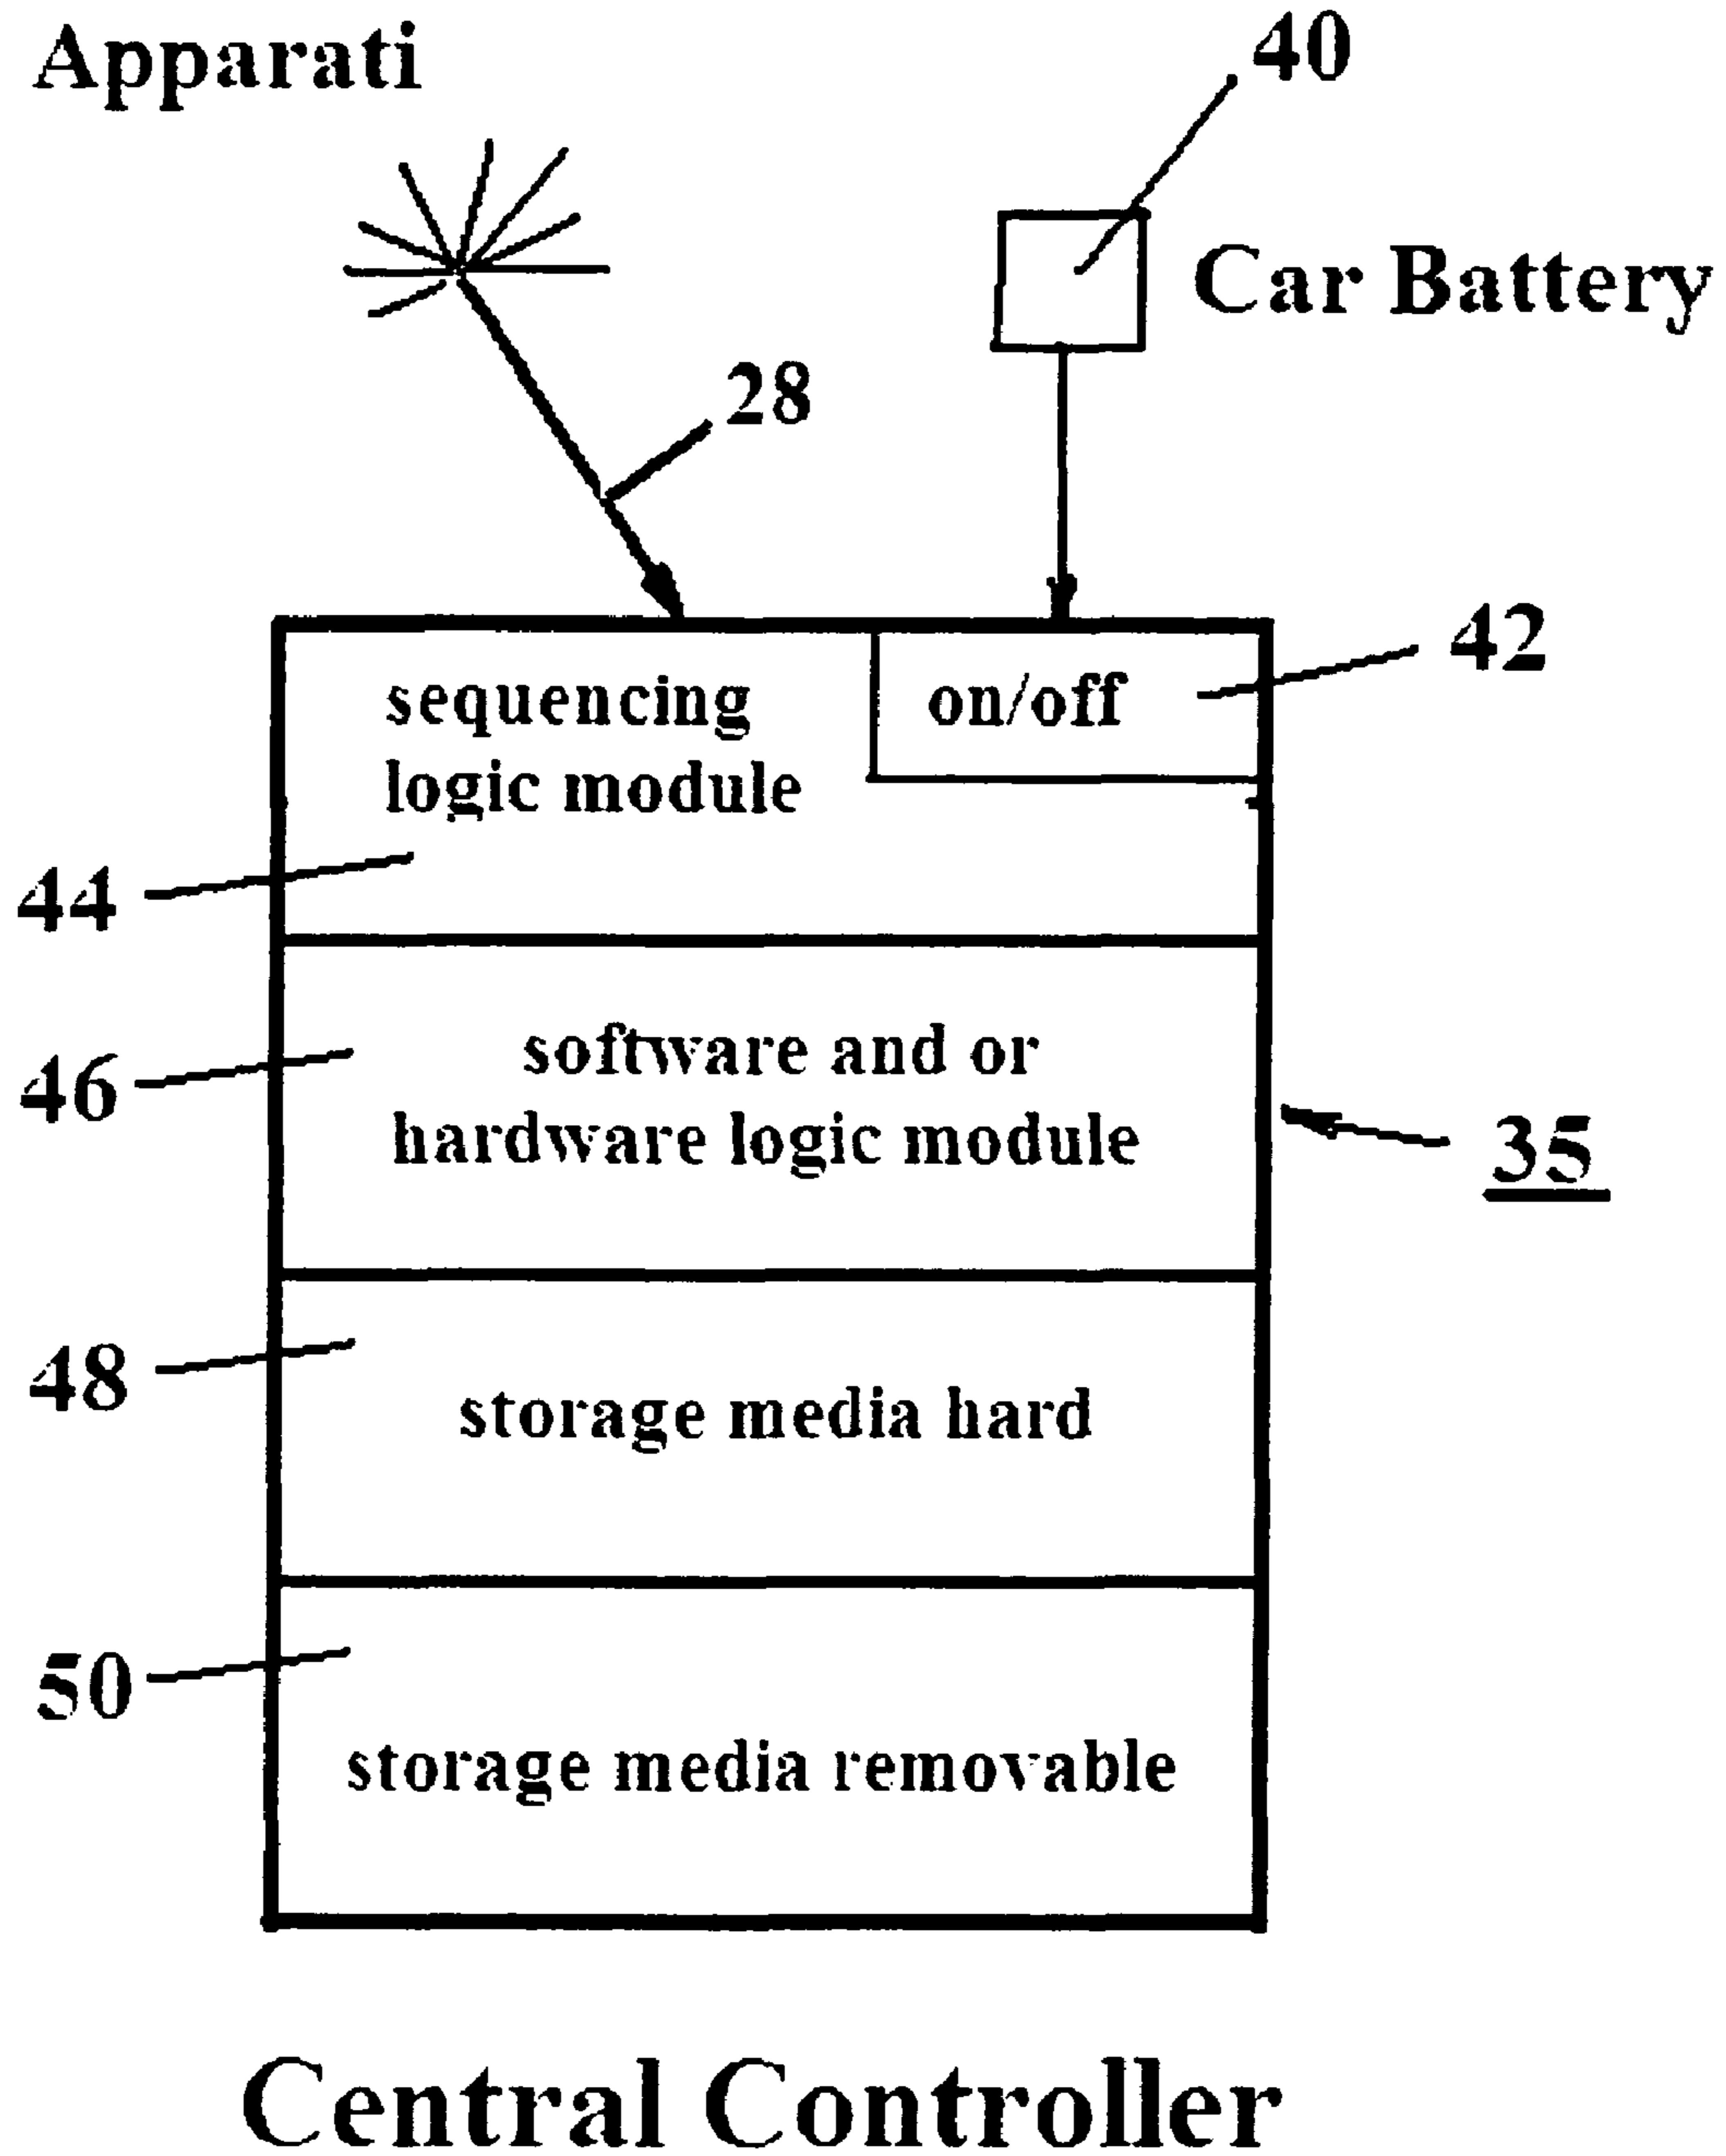 Apparati
40
Car Battery
28
42
sequencing
logic module
on/off
44
46
software and or
hardware logic module
35
48
storage media hard
50
storage media removable
Central Controller